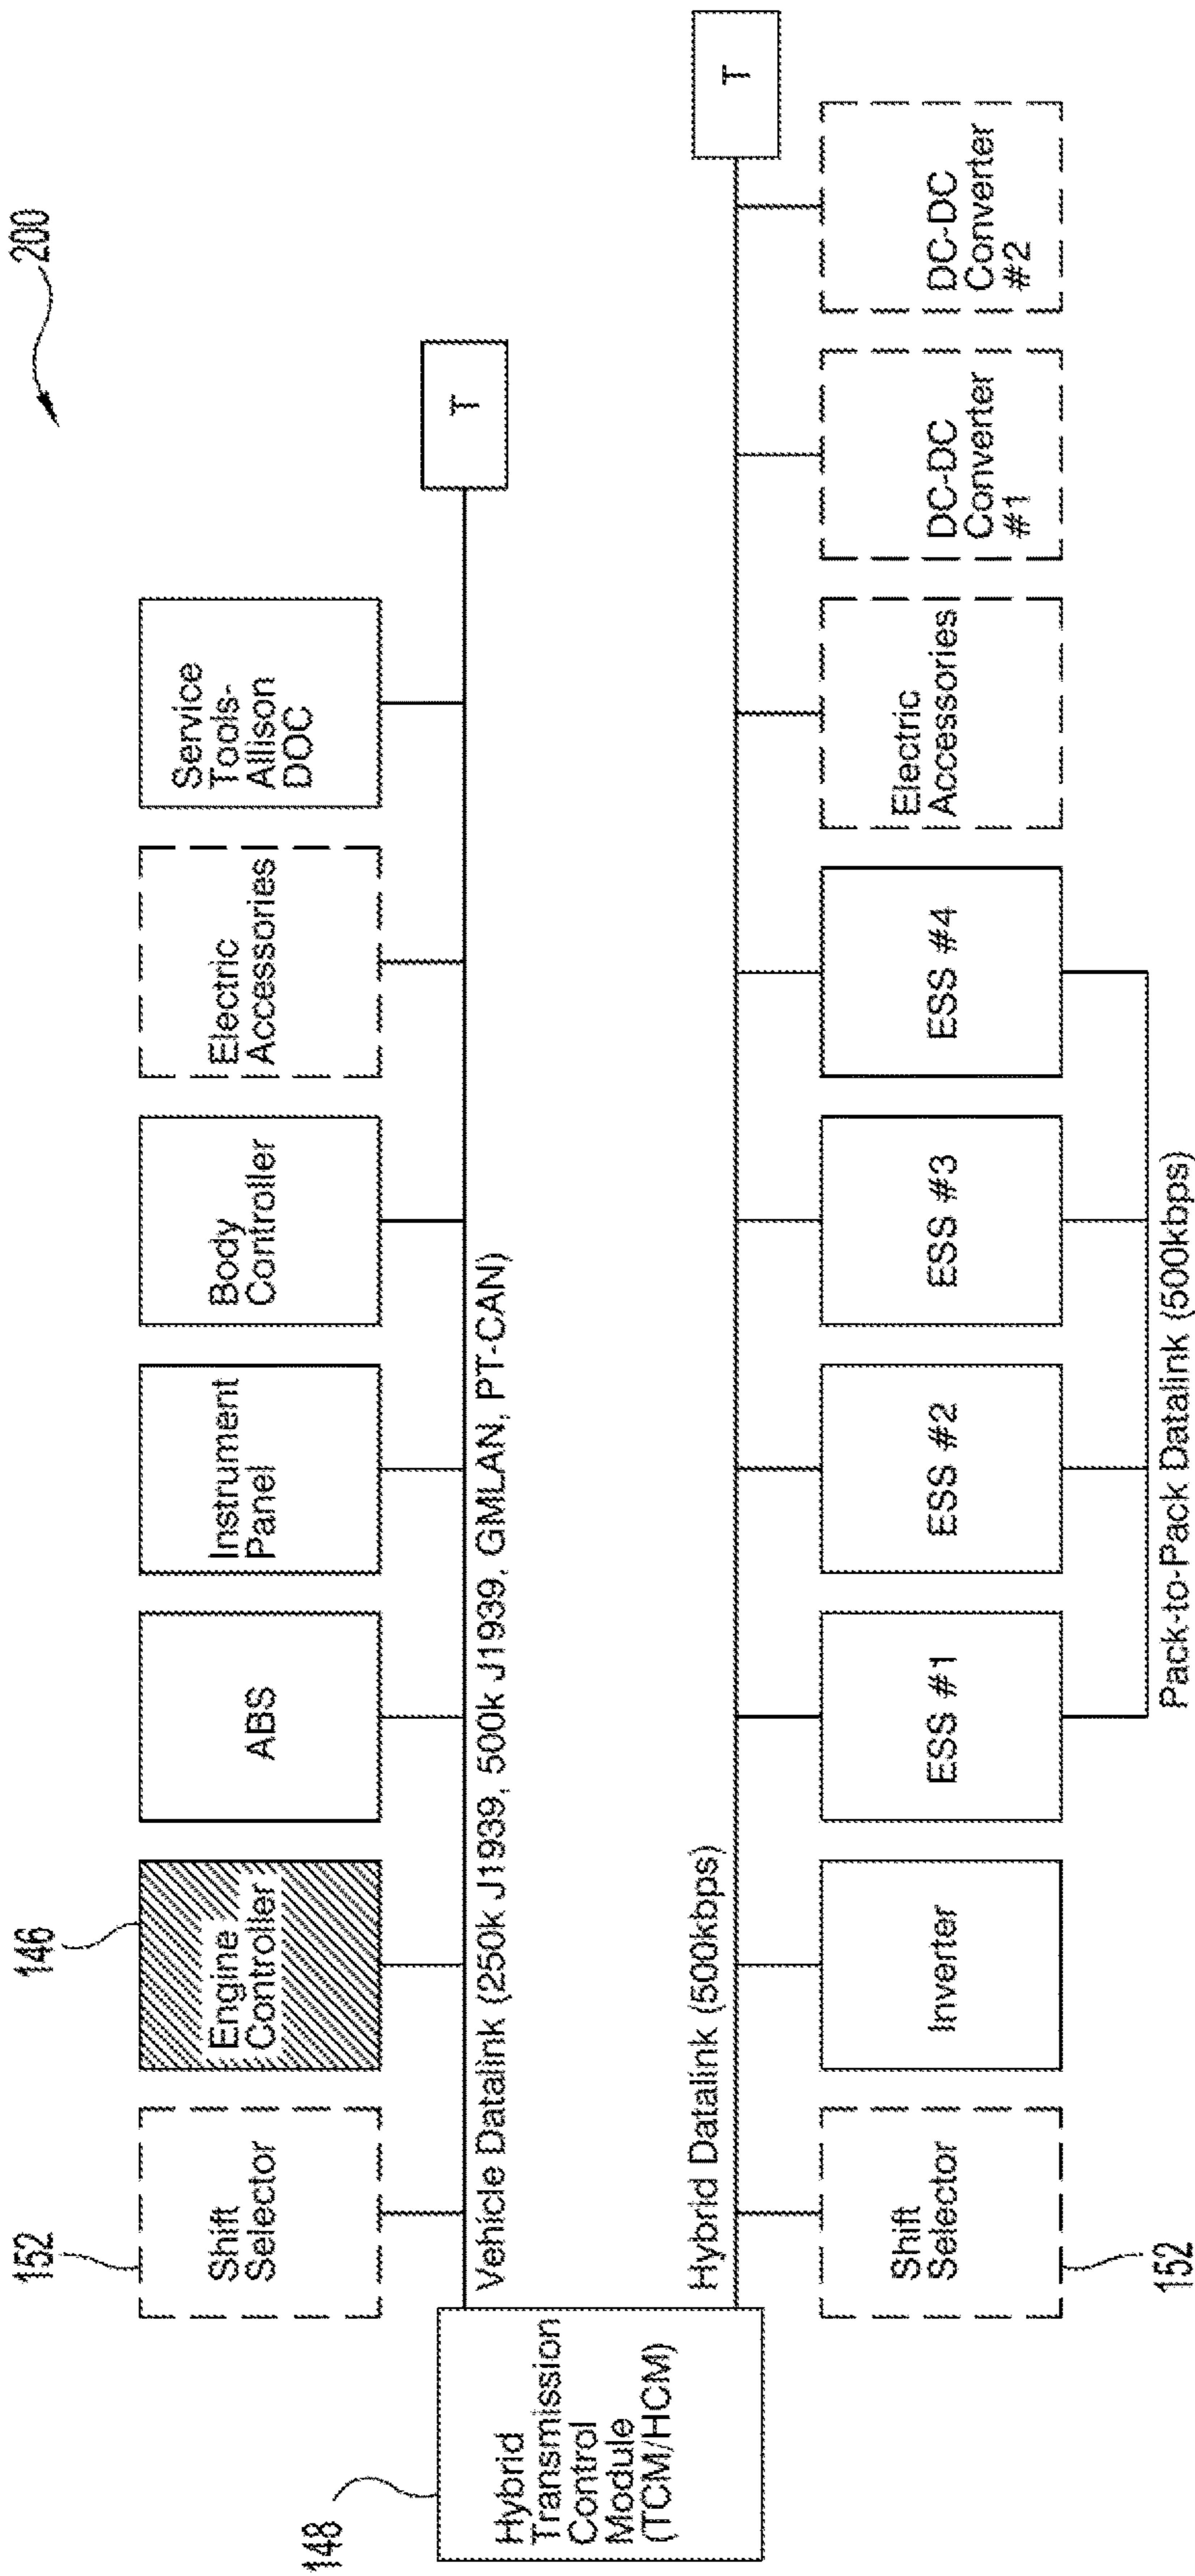 200
146
152
Shift
Selector
Engine
Controller
ABS
Instrument
Panel
Body
Controller
Electric
Accessories
Service
Tools-
Allison
DOC
T
148
Hybrid
Transmission
Control
Module
(TCM/HCM)
Vehicle Datalink (250k J1939, 500k J1939, GMLAN, PT-CAN)
Hybrid Datalink (500kbps)
T
Shift
Selector
152
Inverter
ESS #1
ESS #2
ESS #3
ESS #4
Electric
Accessories
DC-DC
Converter
#1
DC-DC
Converter
#2
Pack-to-Pack Datalink (500kbps)